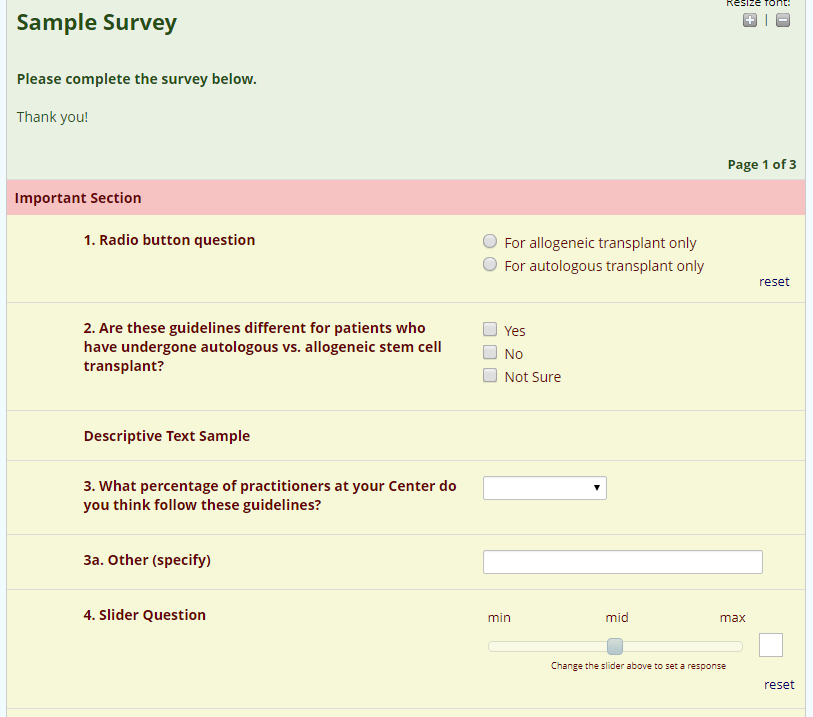 Resize font:
Sample Survey
+ | −
Please complete the survey below.
Thank you!
Page 1 of 3
Important Section
1. Radio button question
For allogeneic transplant only
For autologous transplant only
reset
2. Are these guidelines different for patients who
have undergone autologous vs. allogeneic stem cell
transplant?
Yes
No
Not Sure
Descriptive Text Sample
3. What percentage of practitioners at your Center do
you think follow these guidelines?
3a. Other (specify)
4. Slider Question
min mid max
Change the slider above to set a response
reset